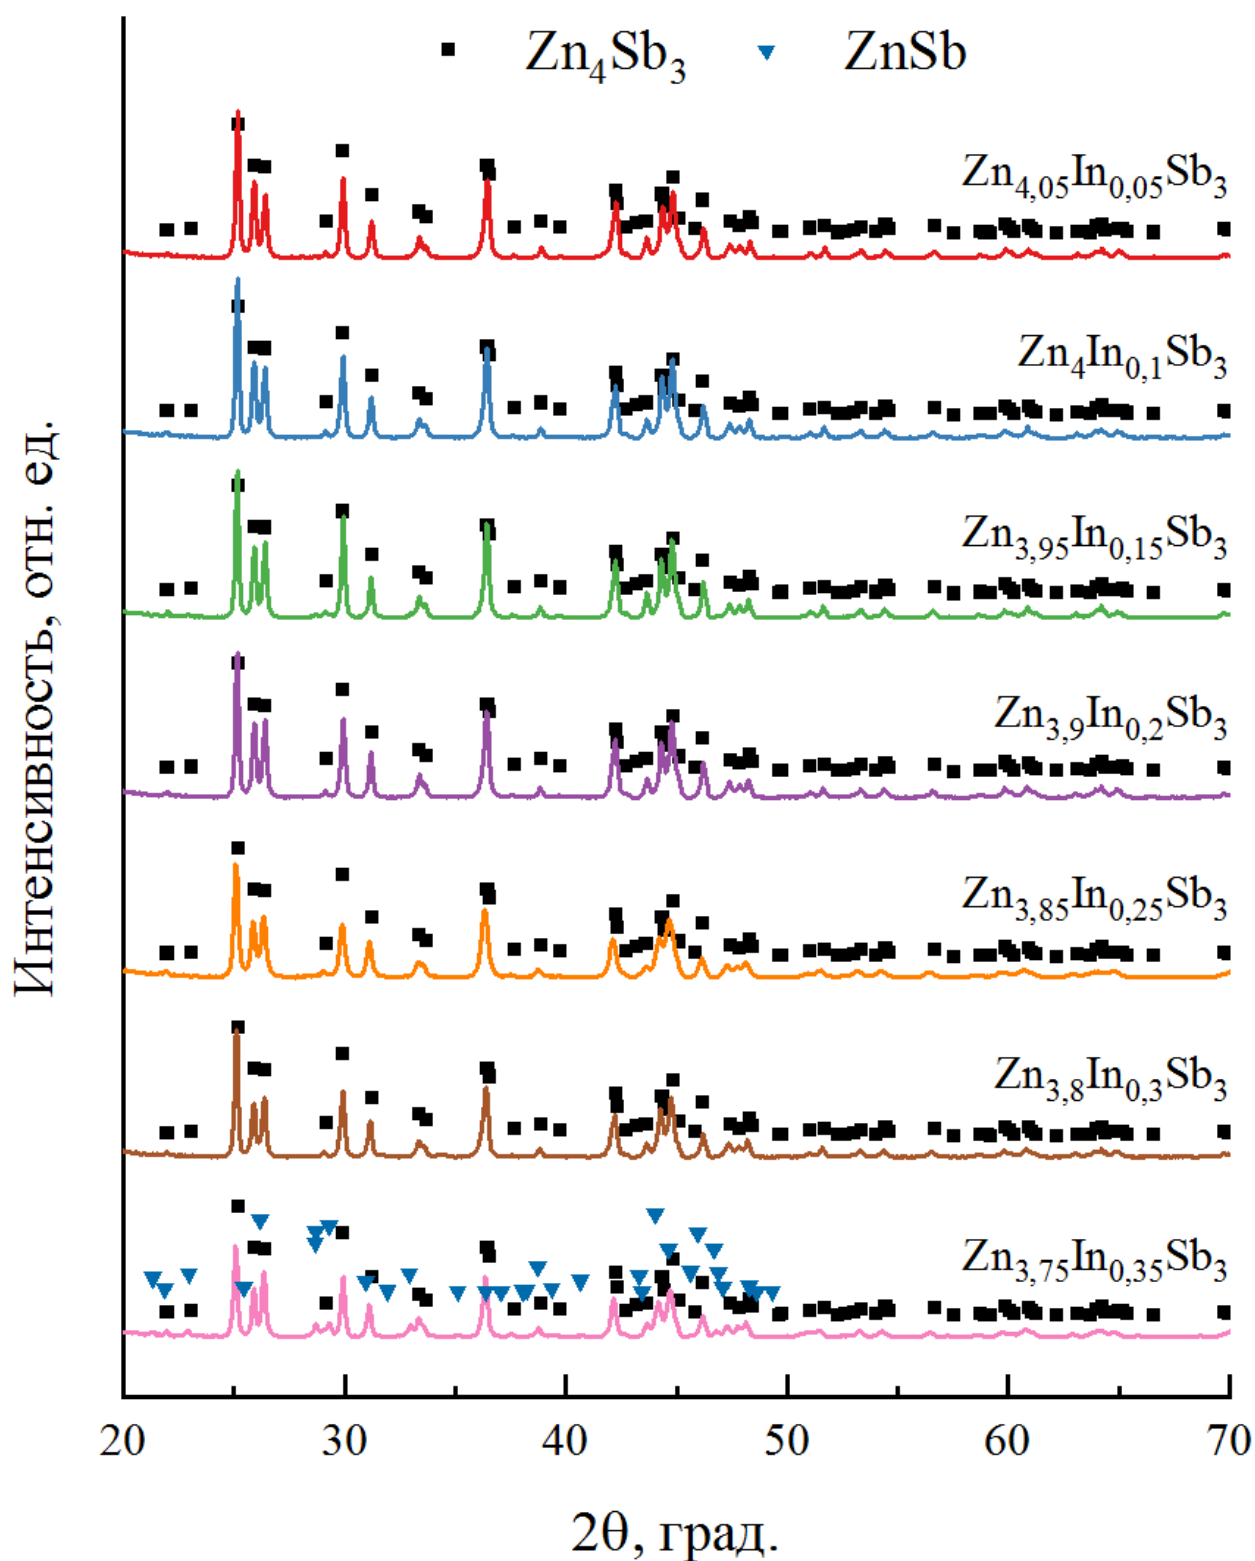 Zn₄Sb₃ ZnSb
Zn₄,₀₅In₀,₀₅Sb₃
Zn₄In₀,₁Sb₃
Zn₃,₉₅In₀,₁₅Sb₃
Zn₃,₉In₀,₂Sb₃
Zn₃,₈₅In₀,₂₅Sb₃
Zn₃,₈In₀,₃Sb₃
Zn₃,₇₅In₀,₃₅Sb₃
Интенсивность, отн. ед.
20 30 40 50 60 70
2θ, град.